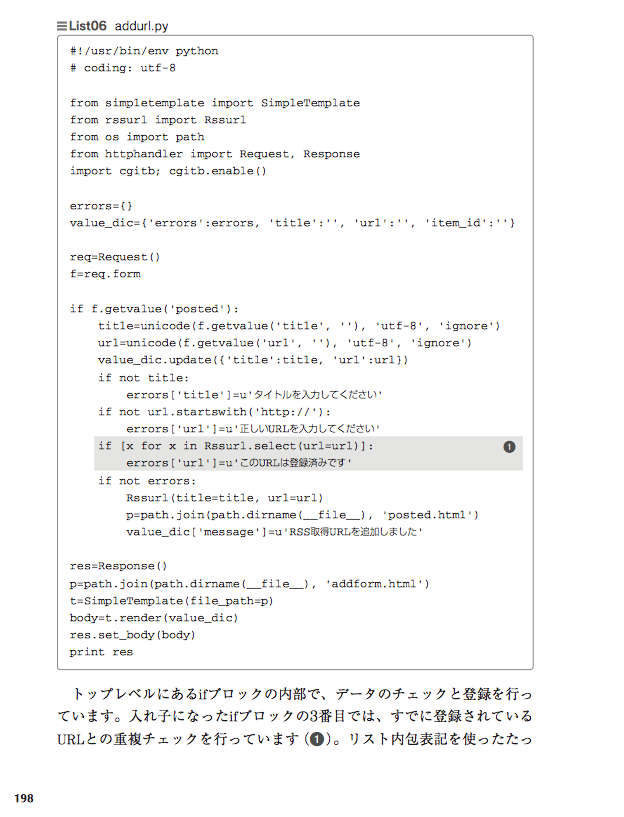 ≡List06 addurl.py
#!/usr/bin/env python
# coding: utf-8
from simpletemplate import SimpleTemplate
from rssurl import Rssurl
from os import path
from httphandler import Request, Response
import cgitb; cgitb.enable()
errors={}
value_dic={'errors':errors, 'title':'', 'url':'', 'item_id':''}
req=Request()
f=req.form
if f.getvalue('posted'):
    title=unicode(f.getvalue('title', ''), 'utf-8', 'ignore')
    url=unicode(f.getvalue('url', ''), 'utf-8', 'ignore')
    value_dic.update({'title':title, 'url':url})
    if not title:
        errors['title']=u'タイトルを入力してください'
    if not url.startswith('http://'):
        errors['url']=u'正しいURLを入力してください'
    if [x for x in Rssurl.select(url=url)]: ❶
        errors['url']=u'このURLは登録済みです'
    if not errors:
        Rssurl(title=title, url=url)
        p=path.join(path.dirname(__file__), 'posted.html')
        value_dic['message']=u'RSS取得URLを追加しました'
res=Response()
p=path.join(path.dirname(__file__), 'addform.html')
t=SimpleTemplate(file_path=p)
body=t.render(value_dic)
res.set_body(body)
print res
トップレベルにあるifブロックの内部で、データのチェックと登録を行っ
ています。入れ子になったifブロックの3番目では、すでに登録されている
URLとの重複チェックを行っています（❶）。リスト内包表記を使ったたっ
198